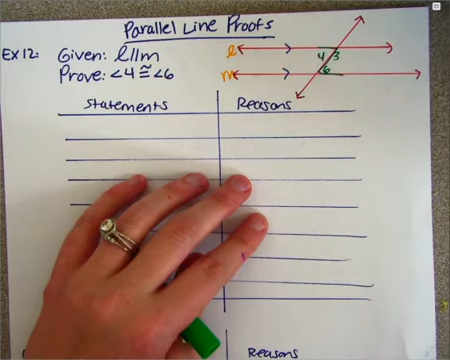 Parallel Line Proofs
EX 12: Given: l||m
Prove: <4 ≅ <6
l
4 3
m
6
Statements Reasons
Reasons